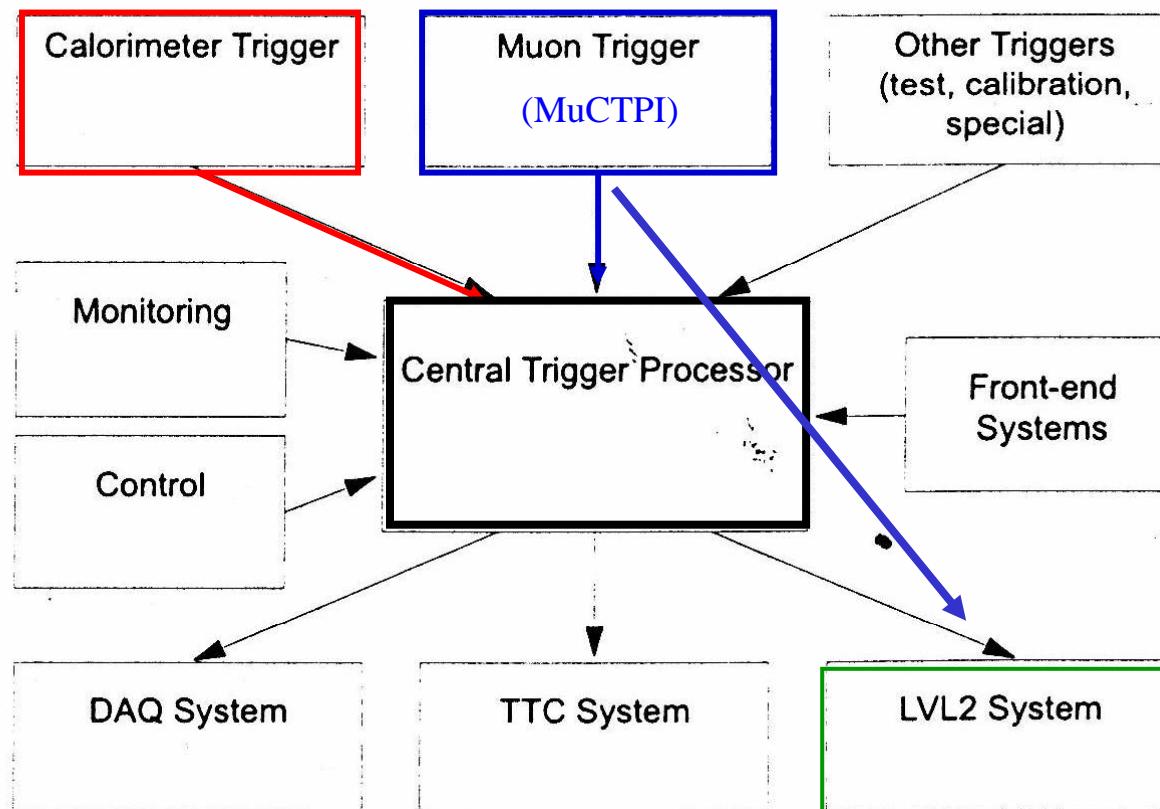 Calorimeter Trigger
Muon Trigger
(MuCTPI)
Other Triggers
(test, calibration,
special)
Monitoring
Central Trigger Processor
Front-end
Systems
Control
DAQ System
TTC System
LVL2 System